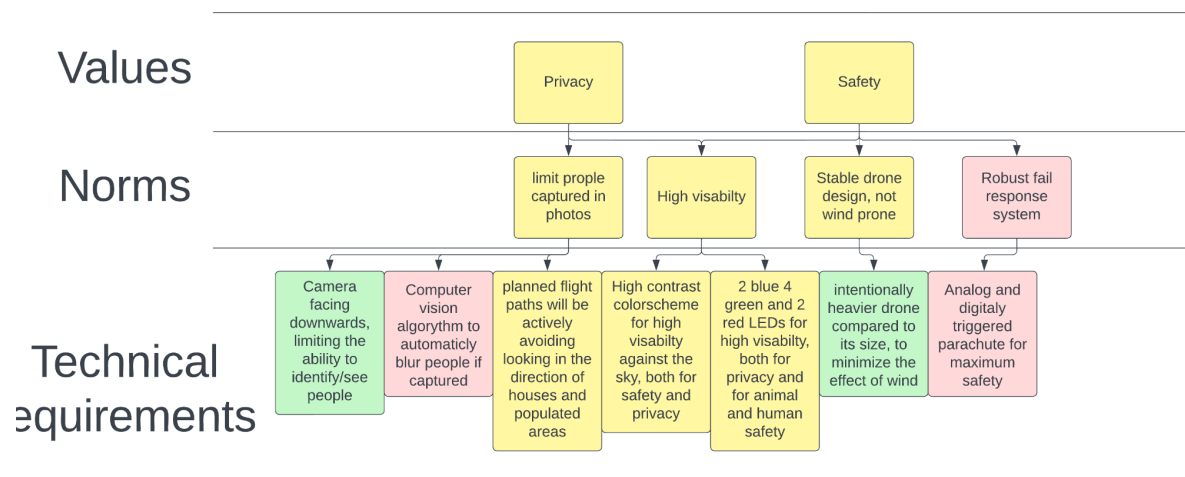 Values
Privacy
Safety
Norms
limit prople
captured in
photos
High visabilty
Stable drone
design, not
wind prone
Robust fail
response
system
Technical
equirements
Camera
facing
downwards,
limiting the
ability to
identify/see
people
Computer
vision
algorythm to
automaticly
blur people if
captured
planned flight
paths will be
actively
avoiding
looking in the
direction of
houses and
populated
areas
High contrast
colorscheme
for high
visabilty
against the
sky, both for
safety and
privacy
2 blue 4
green and 2
red LEDs for
high visabilty,
both for
privacy and
for animal
and human
safety
intentionally
heavier drone
compared to
its size, to
minimize the
effect of wind
Analog and
digitaly
triggered
parachute for
maximum
safety